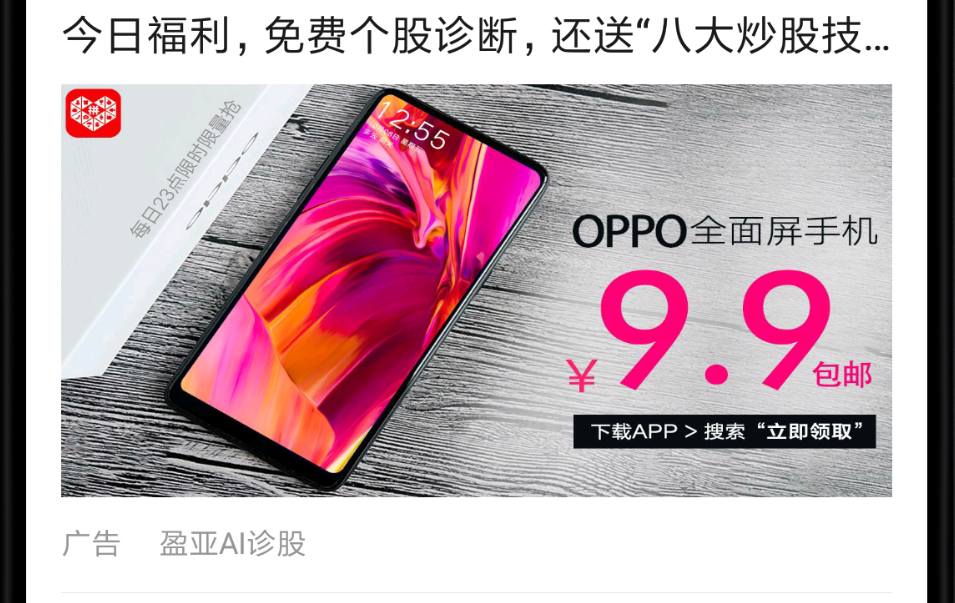 今日福利，免费个股诊断，还送“八大炒股技...
拼
每日23点限时限量抢
oppo
12:55
OPPO全面屏手机
¥9.9包邮
下载APP > 搜索“立即领取”
广告 盈亚AI诊股